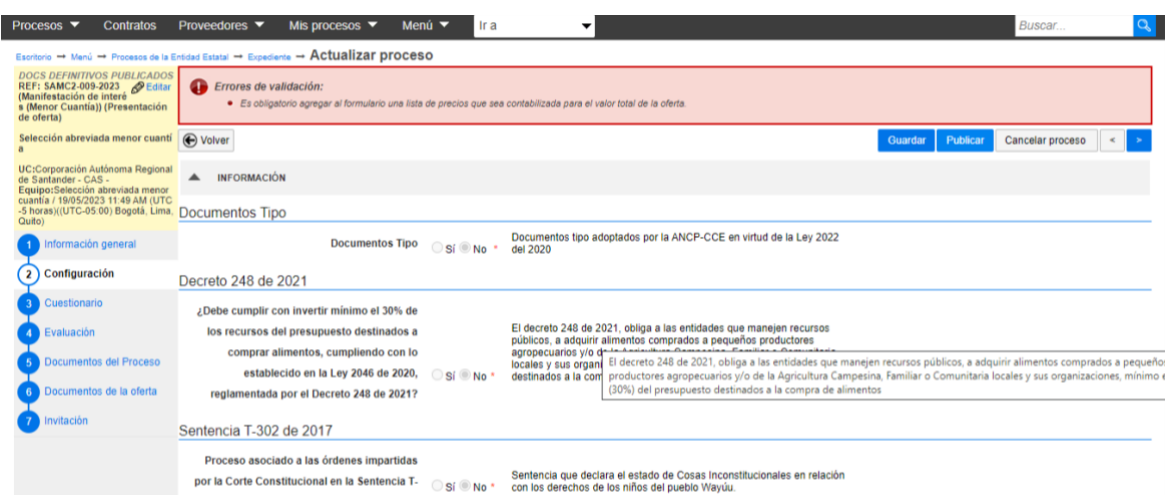 Procesos Contratos Proveedores Mis procesos Menú Ir a Buscar...
Escritorio → Menú → Procesos de la Entidad Estatal → Expediente → Actualizar proceso
DOCS DEFINITIVOS PUBLICADOS
REF: SAMC2-009-2023 Editar
(Manifestación de interé
s (Menor Cuantía)) (Presentación
de oferta)
Selección abreviada menor cuantí
a
UC:Corporación Autónoma Regional
de Santander - CAS -
Equipo:Selección abreviada menor
cuantía / 19/05/2023 11:49 AM (UTC
-5 horas)((UTC-05:00) Bogotá, Lima,
Quito)
1 Información general
2 Configuración
3 Cuestionario
4 Evaluación
5 Documentos del Proceso
6 Documentos de la oferta
7 Invitación
Errores de validación:
• Es obligatorio agregar al formulario una lista de precios que sea contabilizada para el valor total de la oferta.
Volver Guardar Publicar Cancelar proceso < >
INFORMACIÓN
Documentos Tipo
Documentos Tipo Sí No * Documentos tipo adoptados por la ANCP-CCE en virtud de la Ley 2022
del 2020
Decreto 248 de 2021
¿Debe cumplir con invertir mínimo el 30% de
los recursos del presupuesto destinados a
comprar alimentos, cumpliendo con lo
establecido en la Ley 2046 de 2020,
reglamentada por el Decreto 248 de 2021?
Sí No *
El decreto 248 de 2021, obliga a las entidades que manejen recursos
públicos, a adquirir alimentos comprados a pequeños productores
agropecuarios y/o de la Agricultura Campesina, Familiar o Comunitaria
locales y sus organi
destinados a la com
El decreto 248 de 2021, obliga a las entidades que manejen recursos públicos, a adquirir alimentos comprados a pequeños
productores agropecuarios y/o de la Agricultura Campesina, Familiar o Comunitaria locales y sus organizaciones, mínimo e
(30%) del presupuesto destinados a la compra de alimentos
Sentencia T-302 de 2017
Proceso asociado a las órdenes impartidas
por la Corte Constitucional en la Sentencia T-
Sí No *
Sentencia que declara el estado de Cosas Inconstitucionales en relación
con los derechos de los niños del pueblo Wayúu.